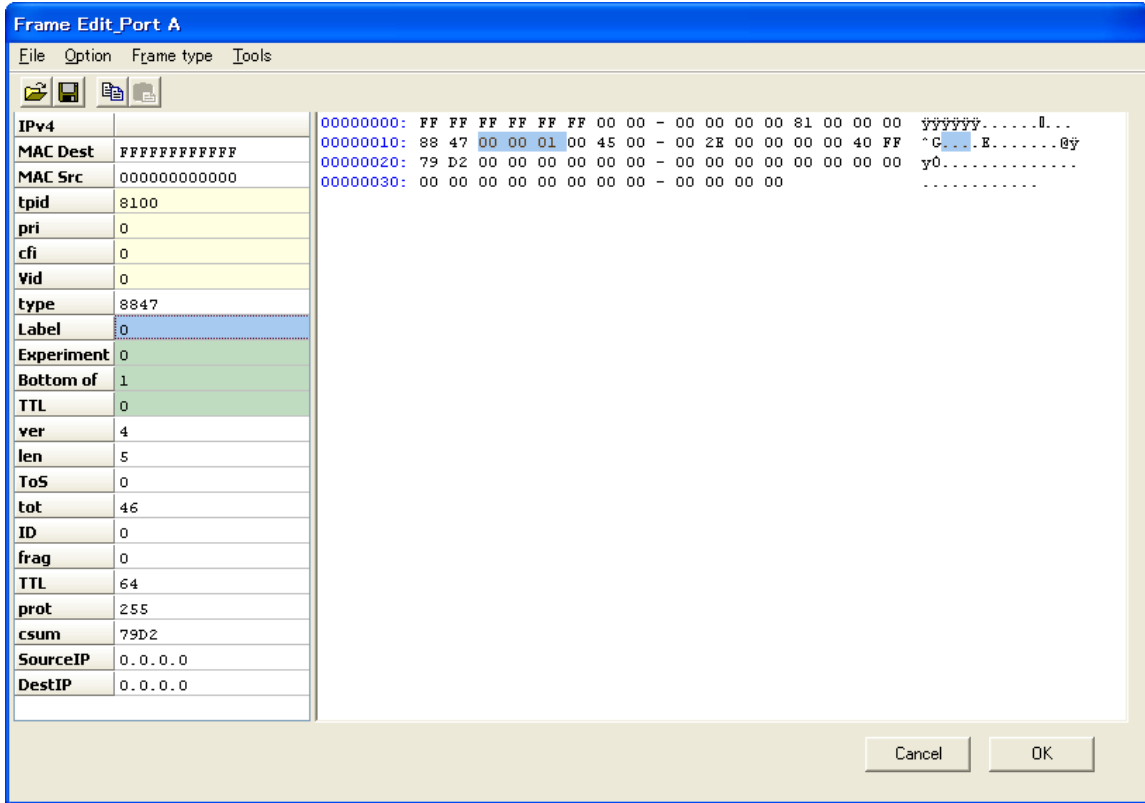 Frame Edit_Port A
File Option Frame type Tools
IPv4
MAC Dest FFFFFFFFFFFF
MAC Src 000000000000
tpid 8100
pri 0
cfi 0
Vid 0
type 8847
Label 0
Experiment 0
Bottom of 1
TTL 0
ver 4
len 5
ToS 0
tot 46
ID 0
frag 0
TTL 64
prot 255
csum 79D2
SourceIP 0.0.0.0
DestIP 0.0.0.0
00000000: FF FF FF FF FF FF 00 00 - 00 00 00 00 81 00 00 00 ÿÿÿÿÿÿ..........
00000010: 88 47 00 00 01 00 45 00 - 00 2E 00 00 00 00 40 FF ˆG....E.......@ÿ
00000020: 79 D2 00 00 00 00 00 00 - 00 00 00 00 00 00 00 00 yÒ..............
00000030: 00 00 00 00 00 00 00 00 - 00 00 00 00 ............
Cancel OK